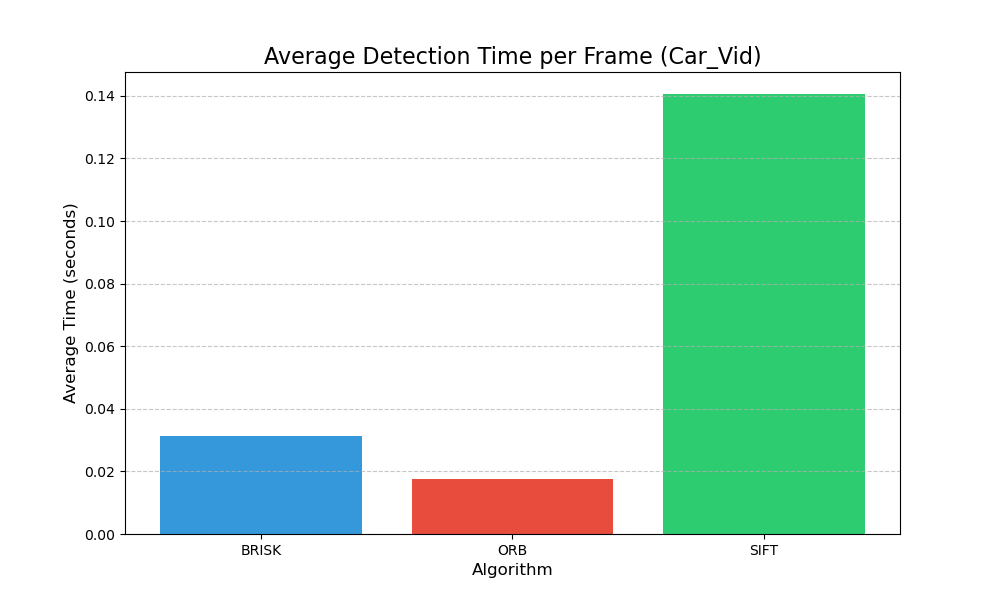 Average Detection Time per Frame (Car_Vid)
0.14
0.12
0.10
0.08
0.06
0.04
0.02
0.00
Average Time (seconds)
BRISK ORB SIFT
Algorithm